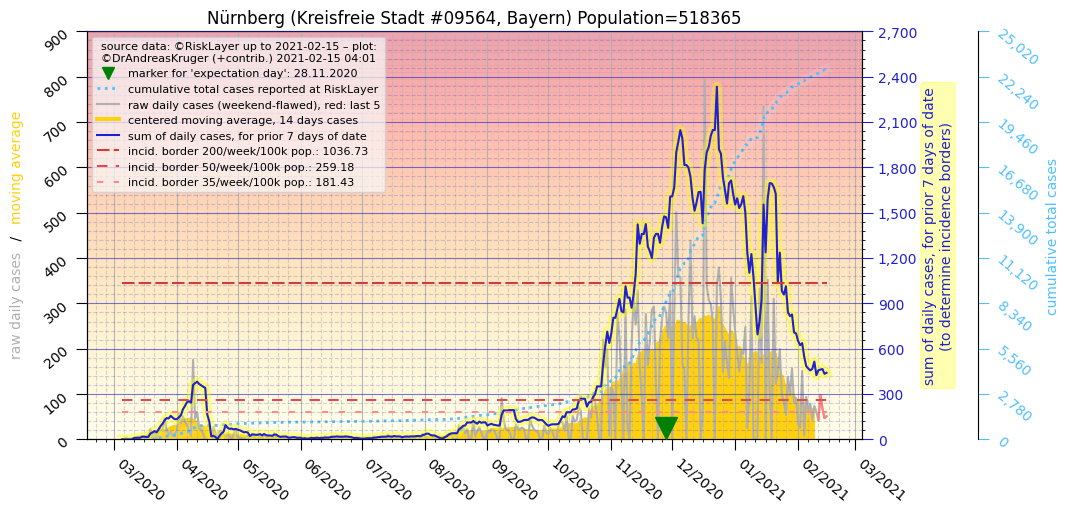 Nürnberg (Kreisfreie Stadt #09564, Bayern) Population=518365
source data: ©RiskLayer up to 2021-02-15 – plot:
©DrAndreasKruger (+contrib.) 2021-02-15 04:01
marker for 'expectation day': 28.11.2020
cumulative total cases reported at RiskLayer
raw daily cases (weekend-flawed), red: last 5
centered moving average, 14 days cases
sum of daily cases, for prior 7 days of date
incid. border 200/week/100k pop.: 1036.73
incid. border 50/week/100k pop.: 259.18
incid. border 35/week/100k pop.: 181.43
raw daily cases / moving average
900
800
700
600
500
400
300
200
100
0
03/2020
04/2020
05/2020
06/2020
07/2020
08/2020
09/2020
10/2020
11/2020
12/2020
01/2021
02/2021
03/2021
2,700
2,400
2,100
1,800
1,500
1,200
900
600
300
0
sum of daily cases, for prior 7 days of date
(to determine incidence borders)
25,020
22,240
19,460
16,680
13,900
11,120
8,340
5,560
2,780
0
cumulative total cases